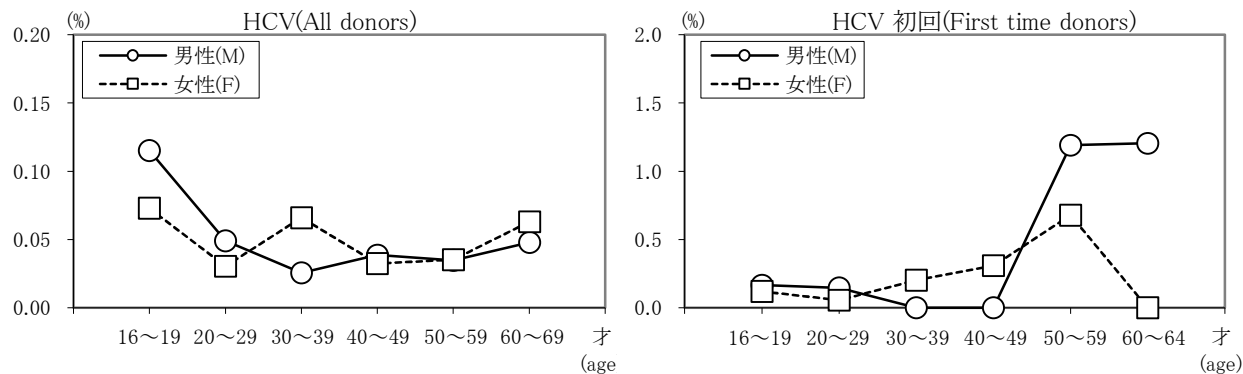 (%)
HCV(All donors)
0.20
0.15
0.10
0.05
0.00
男性(M)
女性(F)
16～19 20～29 30～39 40～49 50～59 60～69 才
(age
(%)
HCV 初回(First time donors)
2.0
1.5
1.0
0.5
0.0
男性(M)
女性(F)
16～19 20～29 30～39 40～49 50～59 60～64 才
(age)